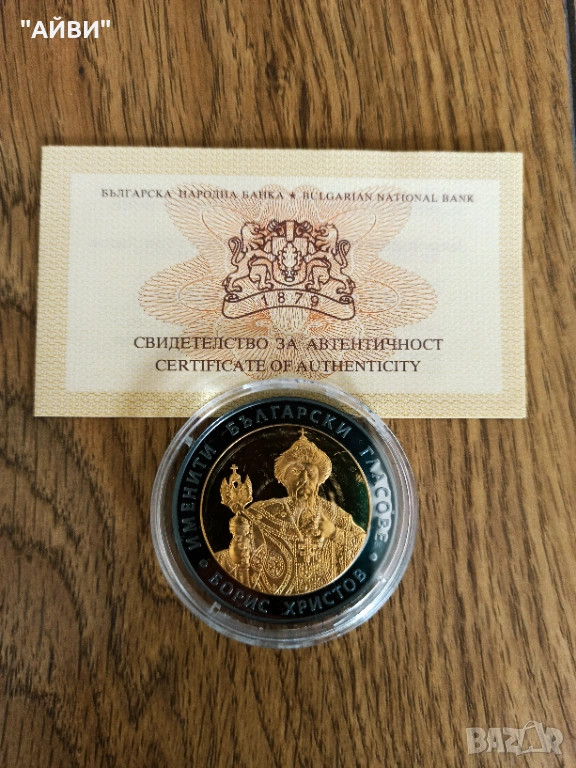 "АЙВИ"
БЪЛГАРСКА НАРОДНА БАНКА ★ BULGARIAN NATIONAL BANK
1879
СВИДЕТЕЛСТВО ЗА АВТЕНТИЧНОСТ
CERTIFICATE OF AUTHENTICITY
ИМЕНИТИ БЪЛГАРСКИ ГЛАСОВЕ
• БОРИС ХРИСТОВ •
BAZAR